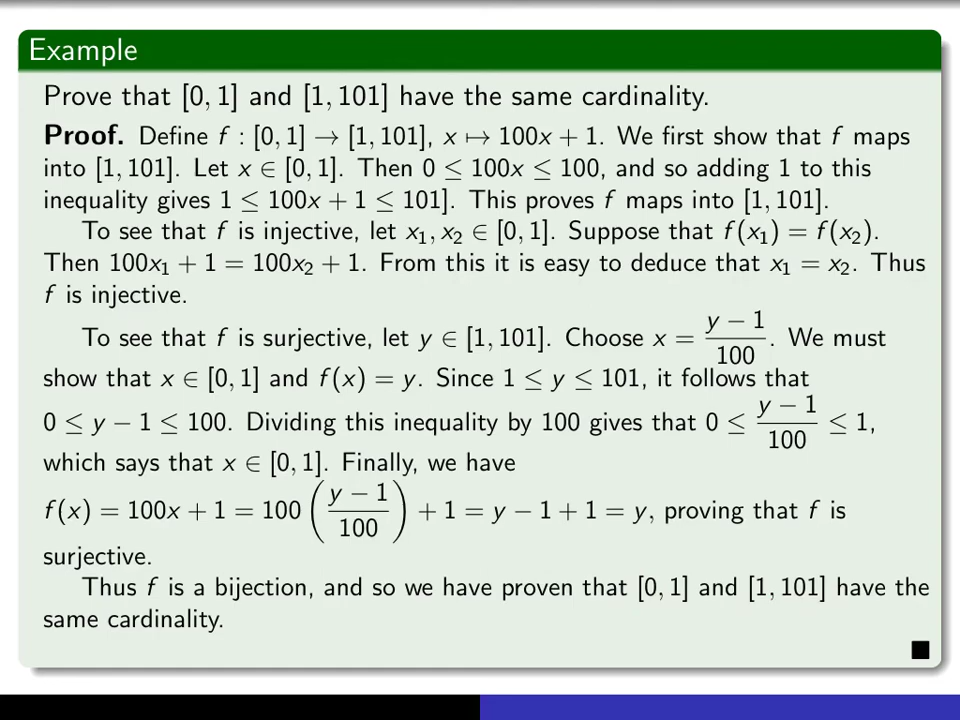 Example
Prove that [0, 1] and [1, 101] have the same cardinality.
Proof. Define f : [0, 1] → [1, 101], x ↦ 100x + 1. We first show that f maps
into [1, 101]. Let x ∈ [0, 1]. Then 0 ≤ 100x ≤ 100, and so adding 1 to this
inequality gives 1 ≤ 100x + 1 ≤ 101]. This proves f maps into [1, 101].
To see that f is injective, let x₁, x₂ ∈ [0, 1]. Suppose that f(x₁) = f(x₂).
Then 100x₁ + 1 = 100x₂ + 1. From this it is easy to deduce that x₁ = x₂. Thus
f is injective.
To see that f is surjective, let y ∈ [1, 101]. Choose x = (y − 1)/100. We must
show that x ∈ [0, 1] and f(x) = y. Since 1 ≤ y ≤ 101, it follows that
0 ≤ y − 1 ≤ 100. Dividing this inequality by 100 gives that 0 ≤ (y − 1)/100 ≤ 1,
which says that x ∈ [0, 1]. Finally, we have
f(x) = 100x + 1 = 100((y − 1)/100) + 1 = y − 1 + 1 = y, proving that f is
surjective.
Thus f is a bijection, and so we have proven that [0, 1] and [1, 101] have the
same cardinality.
■